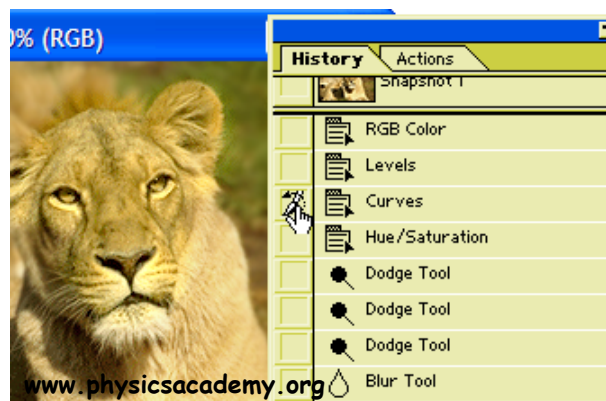 0% (RGB)
History Actions
Snapshot 1
RGB Color
Levels
Curves
Hue/Saturation
Dodge Tool
Dodge Tool
Dodge Tool
Blur Tool
www.physicsacademy.org